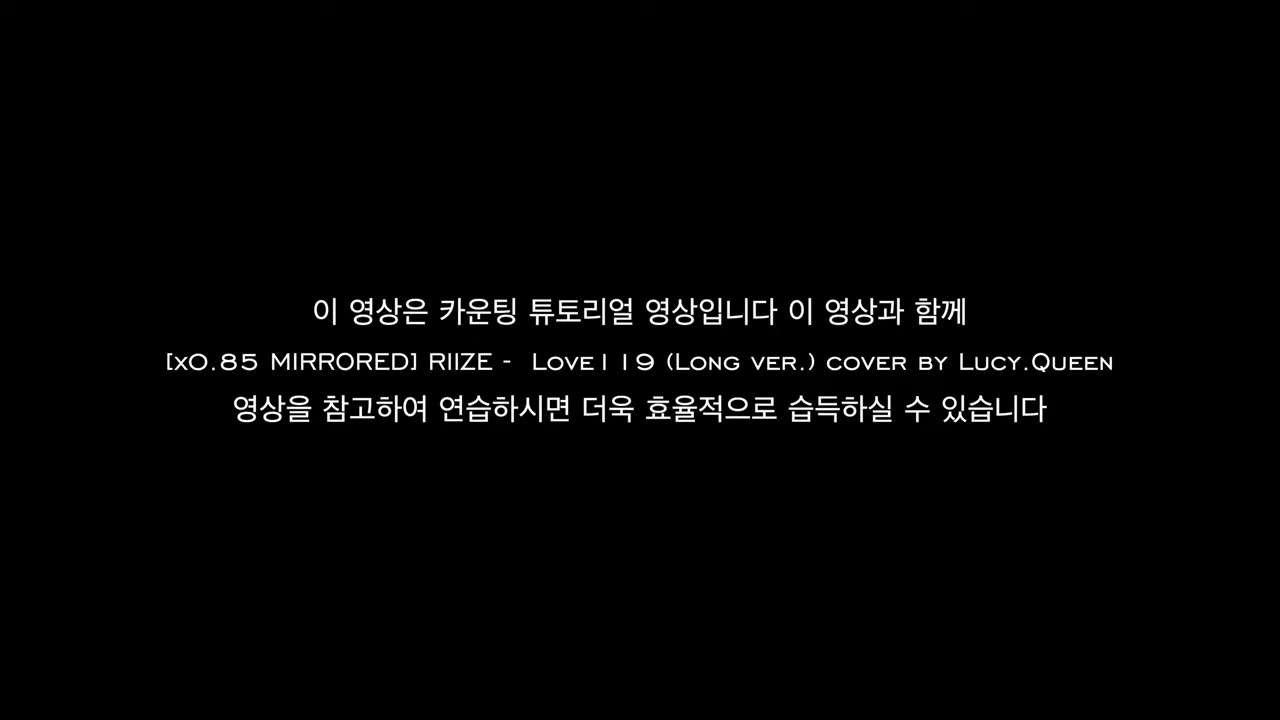 이 영상은 카운팅 튜토리얼 영상입니다 이 영상과 함께
[x0.85 MIRRORED] RIIZE -  Love119 (Long ver.) cover by Lucy.Queen
영상을 참고하여 연습하시면 더욱 효율적으로 습득하실 수 있습니다